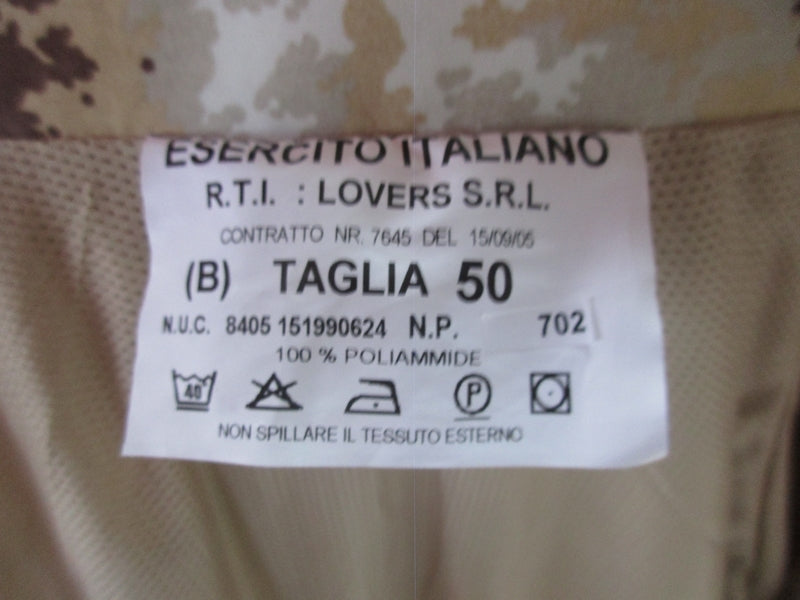 ESERCITO ITALIANO
R.T.I. : LOVERS S.R.L.
CONTRATTO NR. 7645 DEL 15/09/05
(B) TAGLIA 50
N.U.C. 8405 151990624 N.P. 702
100 % POLIAMMIDE
40° P
NON SPILLARE IL TESSUTO ESTERNO